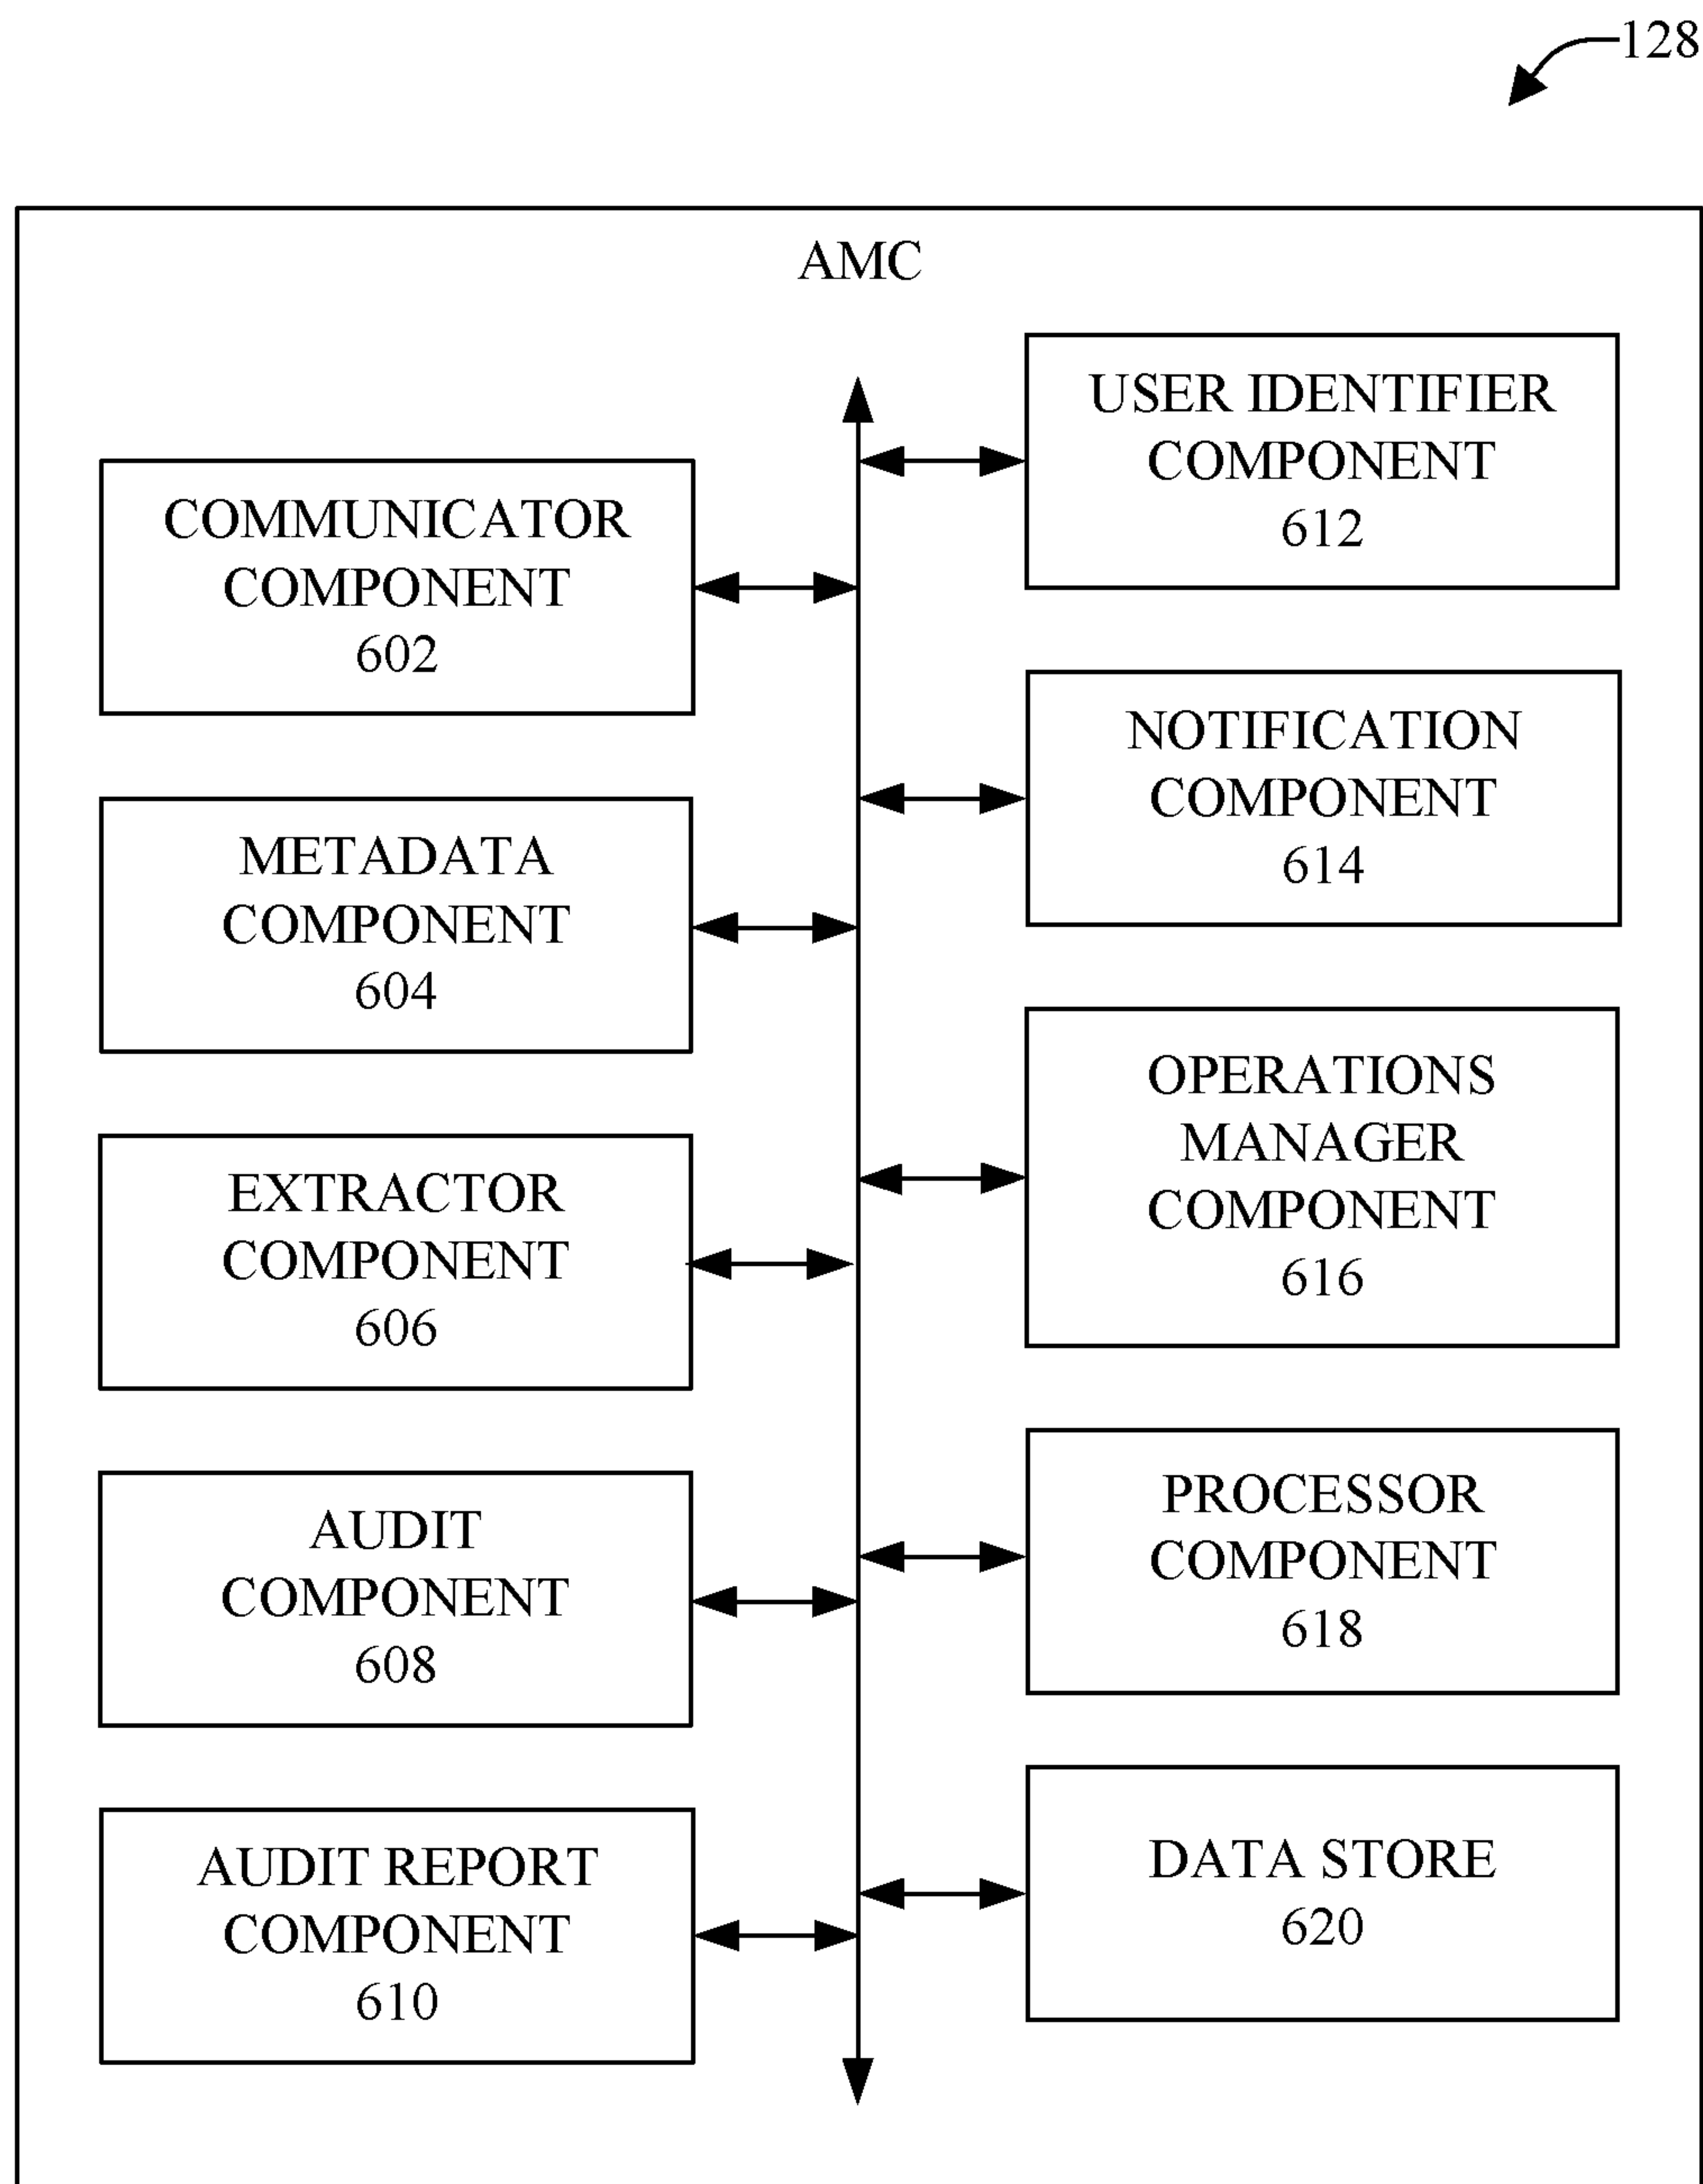 128
AMC
COMMUNICATOR
COMPONENT
602
METADATA
COMPONENT
604
EXTRACTOR
COMPONENT
606
AUDIT
COMPONENT
608
AUDIT REPORT
COMPONENT
610
USER IDENTIFIER
COMPONENT
612
NOTIFICATION
COMPONENT
614
OPERATIONS
MANAGER
COMPONENT
616
PROCESSOR
COMPONENT
618
DATA STORE
620